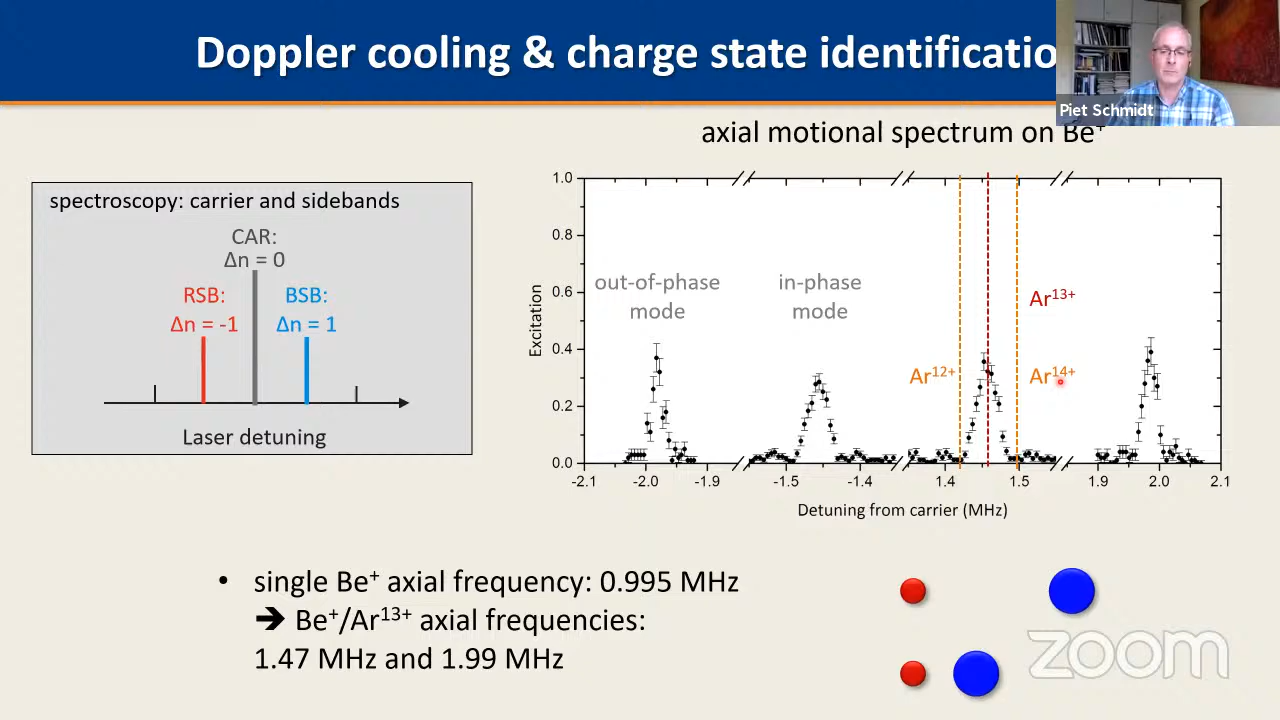 Doppler cooling & charge state identificatio
Piet Schmidt
axial motional spectrum on Be⁺
spectroscopy: carrier and sidebands
CAR:
Δn = 0
RSB:
Δn = -1
BSB:
Δn = 1
Laser detuning
Excitation
1.0
0.8
0.6
0.4
0.2
0.0
out-of-phase
mode
in-phase
mode
Ar¹³⁺
Ar¹²⁺
Ar¹⁴⁺
-2.1 -2.0 -1.9 -1.5 -1.4 1.4 1.5 1.9 2.0 2.1
Detuning from carrier (MHz)
• single Be⁺ axial frequency: 0.995 MHz
➔ Be⁺/Ar¹³⁺ axial frequencies:
1.47 MHz and 1.99 MHz
zoom